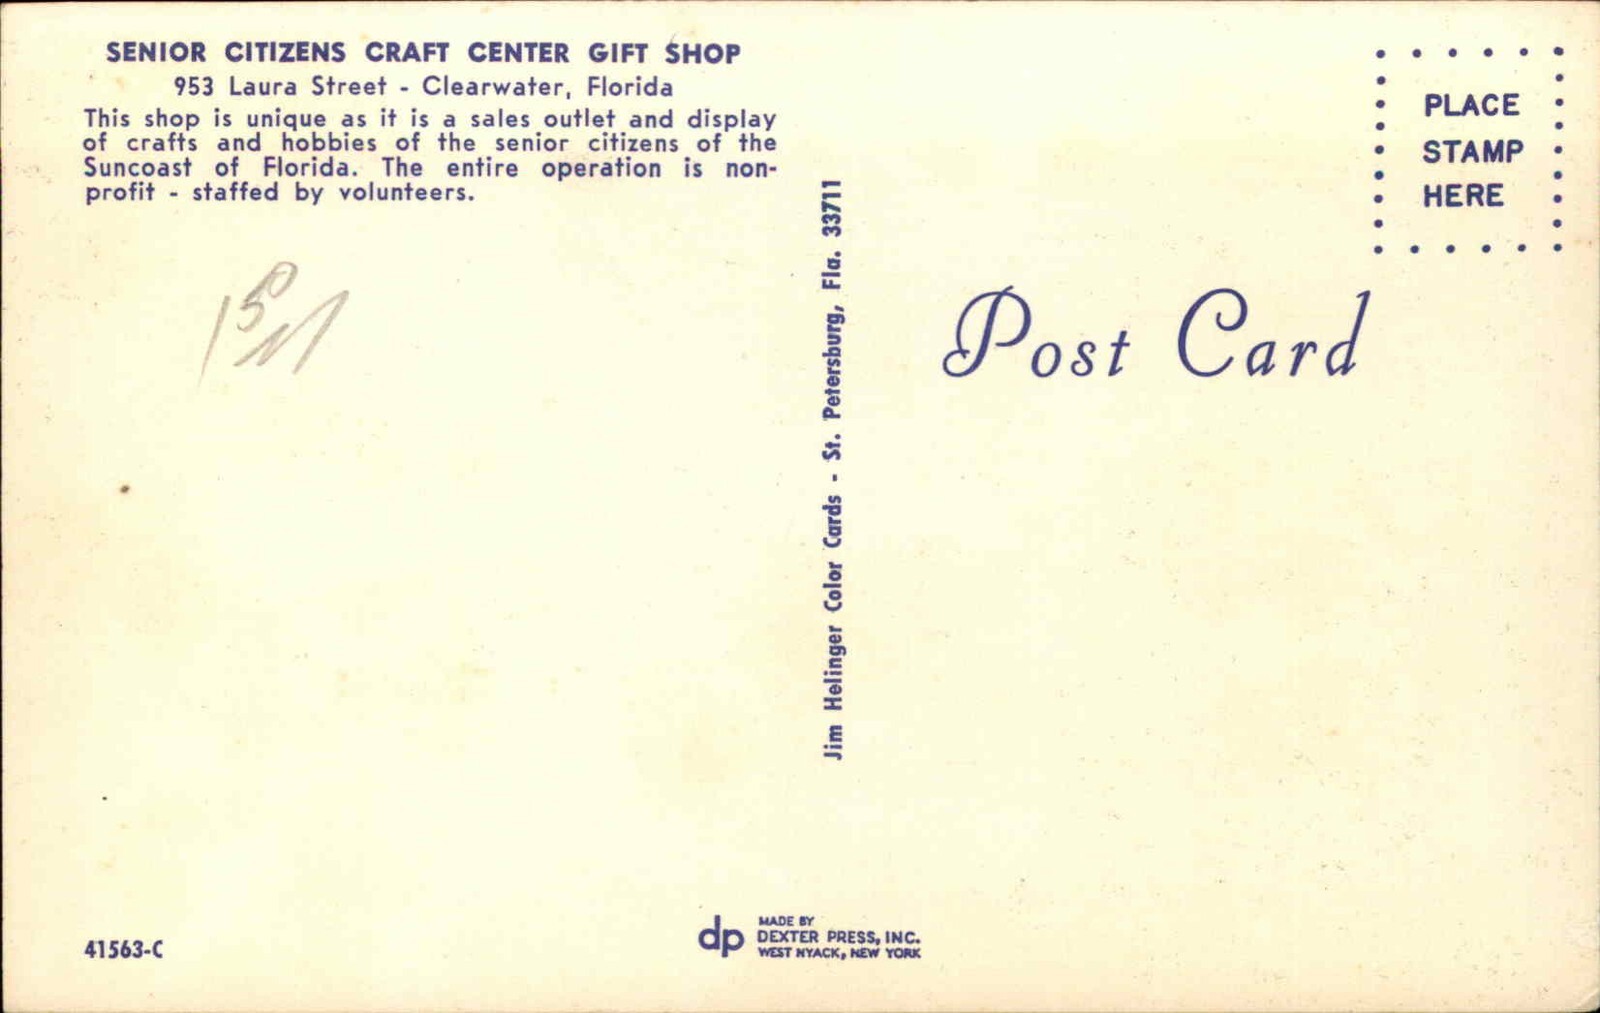 SENIOR CITIZENS CRAFT CENTER GIFT SHOP
953 Laura Street - Clearwater, Florida
This shop is unique as it is a sales outlet and display
of crafts and hobbies of the senior citizens of the
Suncoast of Florida. The entire operation is non-
profit - staffed by volunteers.
Jim Helinger Color Cards - St. Petersburg, Fla. 33711
PLACE
STAMP
HERE
Post Card
41563-C
dp
MADE BY
DEXTER PRESS, INC.
WEST NYACK, NEW YORK